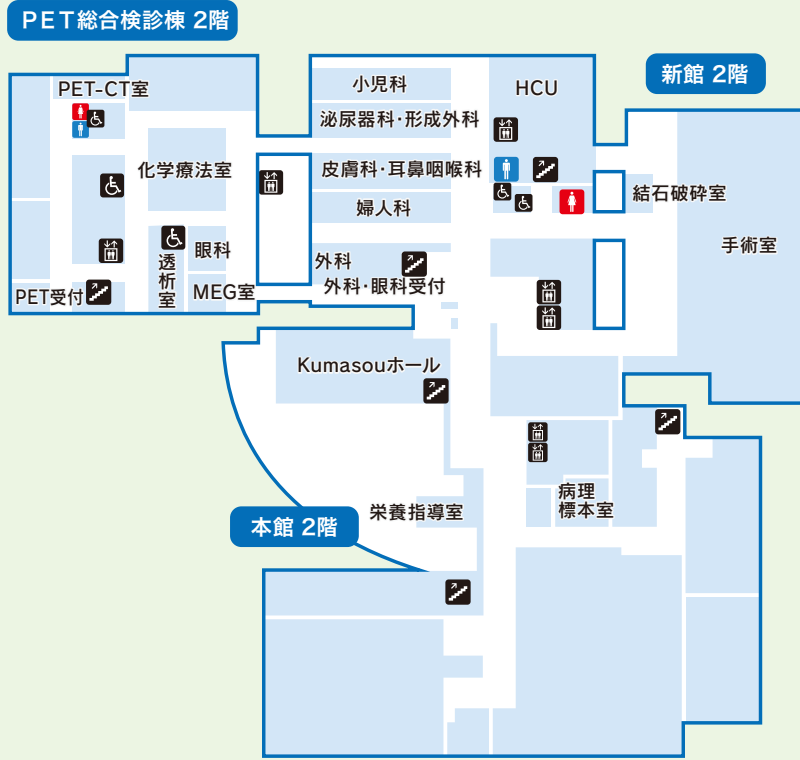 PET総合検診棟 2階
新館 2階
PET-CT室
小児科
HCU
泌尿器科・形成外科
化学療法室
皮膚科・耳鼻咽喉科
結石破砕室
婦人科
手術室
眼科
透析室
外科
外科・眼科受付
MEG室
PET受付
Kumasouホール
病理
標本室
栄養指導室
本館 2階